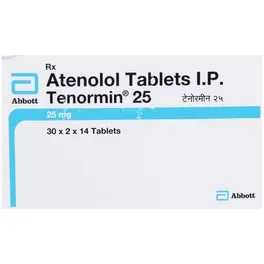 Rx
Atenolol Tablets I.P.
Tenormin® 25
टेनोरमीन २५
Abbott
25 mg
30 x 2 x 14 Tablets
Abbott